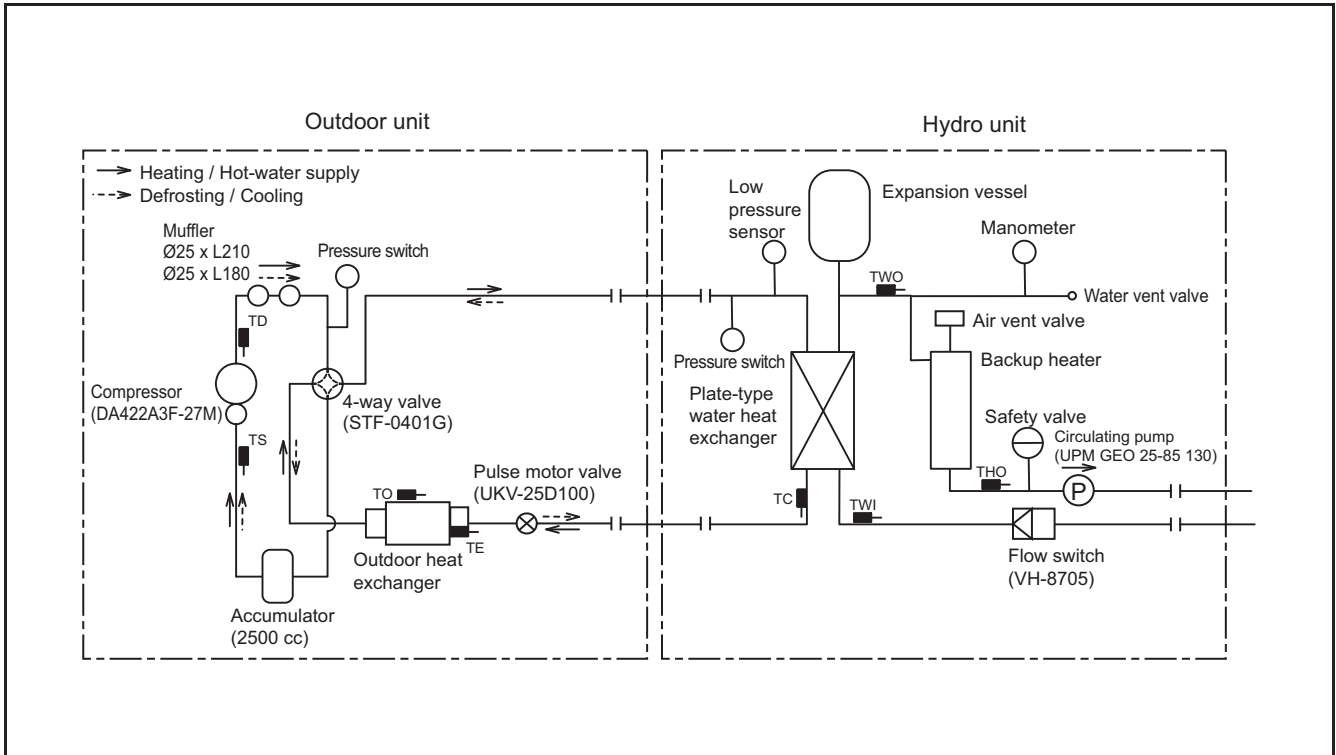 Outdoor unit
Heating / Hot-water supply
Defrosting / Cooling
Muffler
Ø25 x L210
Ø25 x L180
Pressure switch
TD
Compressor
(DA422A3F-27M)
4-way valve
(STF-0401G)
TS
Pulse motor valve
(UKV-25D100)
TO
TE
Outdoor heat
exchanger
Accumulator
(2500 cc)
Hydro unit
Low
pressure
sensor
Expansion vessel
Manometer
TWO
Water vent valve
Air vent valve
Pressure switch
Backup heater
Plate-type
water heat
exchanger
Safety valve
Circulating pump
(UPM GEO 25-85 130)
THO
P
TC
TWI
Flow switch
(VH-8705)